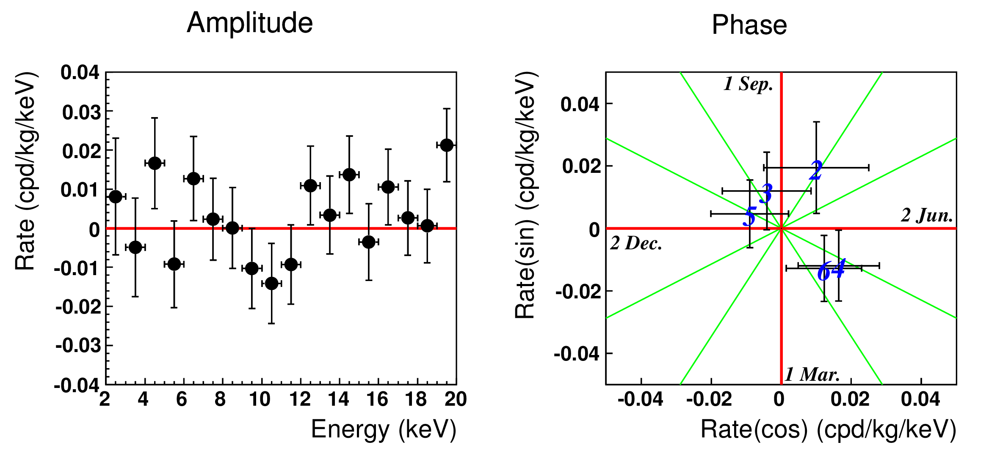 Amplitude
Rate (cpd/kg/keV)
0.04
0.03
0.02
0.01
0
-0.01
-0.02
-0.03
-0.04
2 4 6 8 10 12 14 16 18 20
Energy (keV)
Phase
Rate(sin) (cpd/kg/keV)
0.04
0.02
0
-0.02
-0.04
1 Sep.
2 Jun.
2 Dec.
1 Mar.
2
3
5
6 4
-0.04 -0.02 0 0.02 0.04
Rate(cos) (cpd/kg/keV)